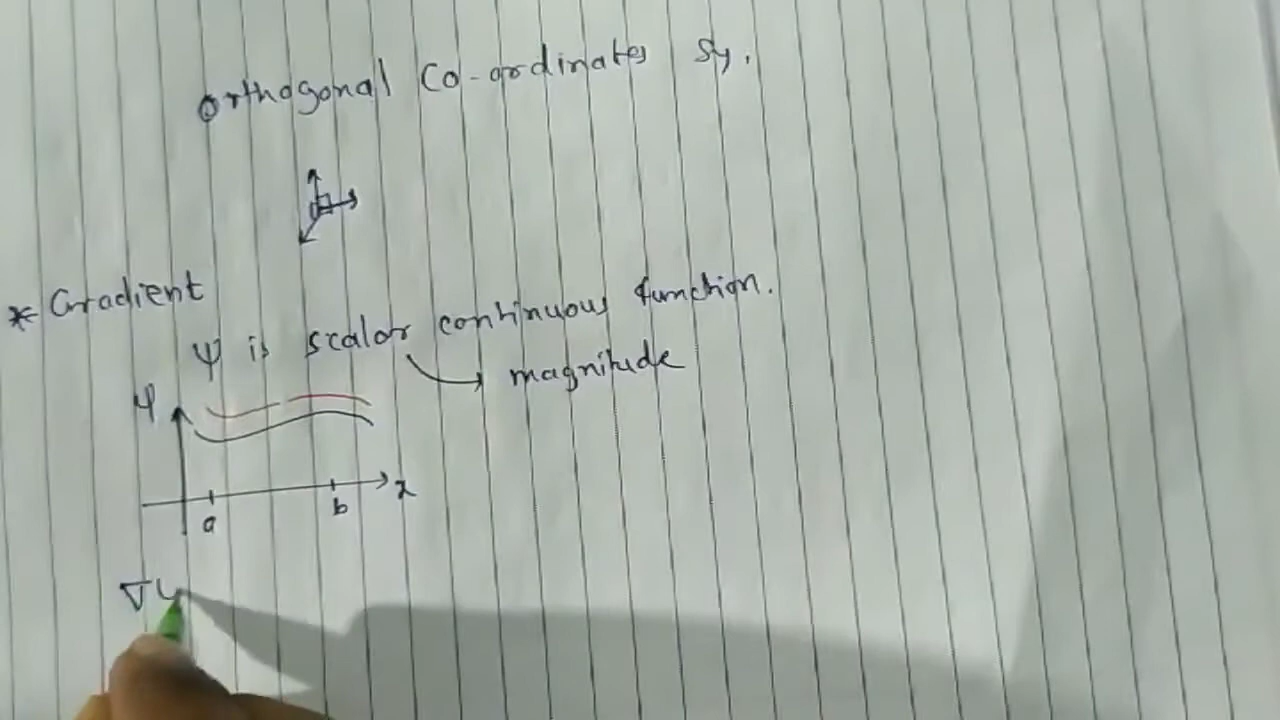 Orthogonal Co-ordinates Sy.
* Gradient
ψ is scalar continuous function.
magnitude
ψ
x
a b
∇ψ